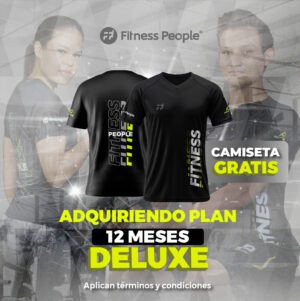 Fitness People®
FITNESS
PEOPLE
FITNESS
CAMISETA
GRATIS
ADQUIRIENDO PLAN
12 MESES
DELUXE
Aplican términos y condiciones